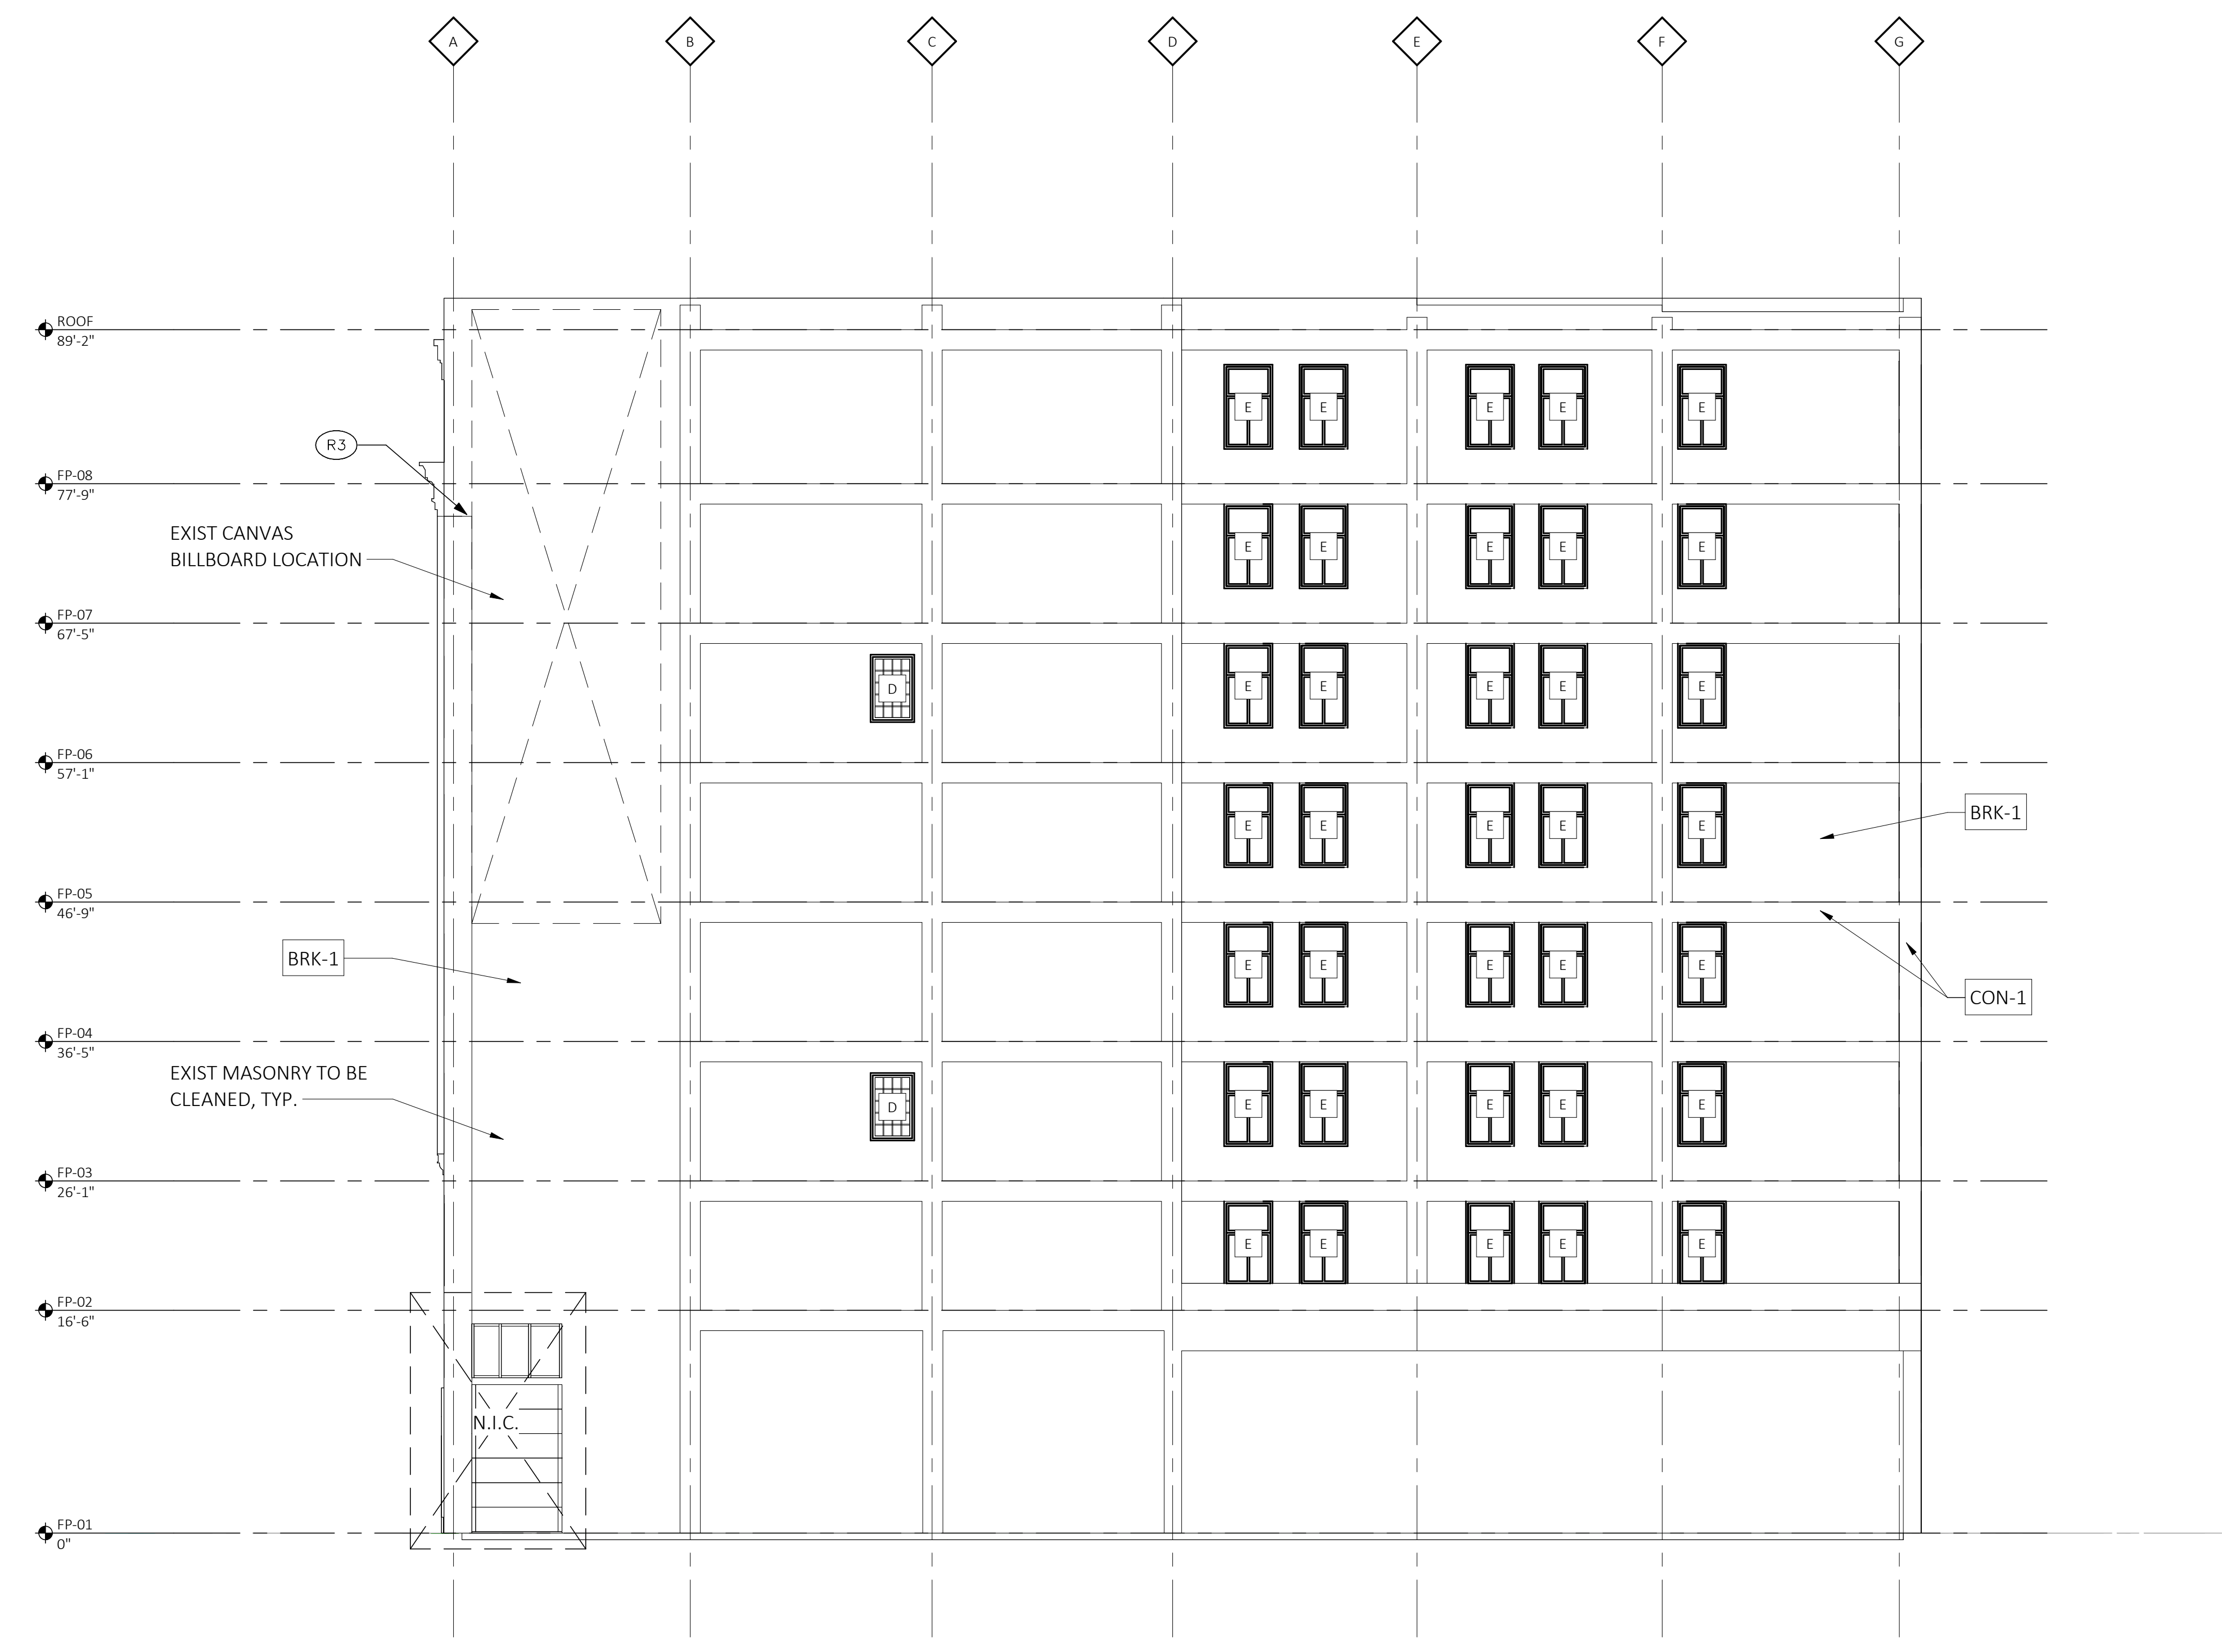 A B C D E F G
ROOF
89'-2"
E E E E E
R3
FP-08
77'-9"
EXIST CANVAS
BILLBOARD LOCATION
E E E E E
FP-07
67'-5"
D E E E E E
FP-06
57'-1"
BRK-1
E E E E E
FP-05
46'-9"
BRK-1
E E E E E
CON-1
FP-04
36'-5"
EXIST MASONRY TO BE
CLEANED, TYP.
D E E E E E
FP-03
26'-1"
E E E E E
FP-02
16'-6"
N.I.C.
FP-01
0"